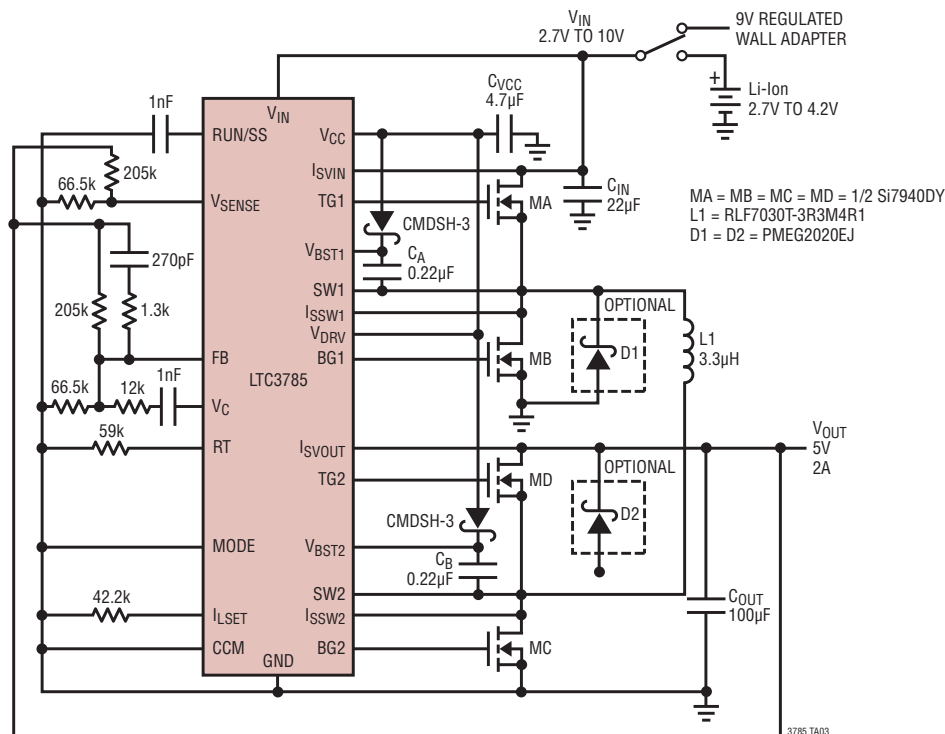 V_IN
2.7V TO 10V
9V REGULATED
WALL ADAPTER
+
Li-Ion
2.7V TO 4.2V
1nF
V_IN
C_VCC
4.7µF
RUN/SS
V_CC
205k
I_SVIN
66.5k
V_SENSE
TG1
MA
C_IN
22µF
MA = MB = MC = MD = 1/2 Si7940DY
L1 = RLF7030T-3R3M4R1
D1 = D2 = PMEG2020EJ
CMDSH-3
270pF
V_BST1
C_A
0.22µF
SW1
OPTIONAL
205k
1.3k
I_SSW1
V_DRV
D1
L1
3.3µH
FB
BG1
MB
LTC3785
66.5k
12k
1nF
V_C
59k
RT
I_SVOUT
V_OUT
5V
2A
OPTIONAL
TG2
MD
D2
CMDSH-3
MODE
V_BST2
C_B
0.22µF
SW2
C_OUT
100µF
42.2k
I_LSET
I_SSW2
CCM
BG2
MC
GND
3785 TA03